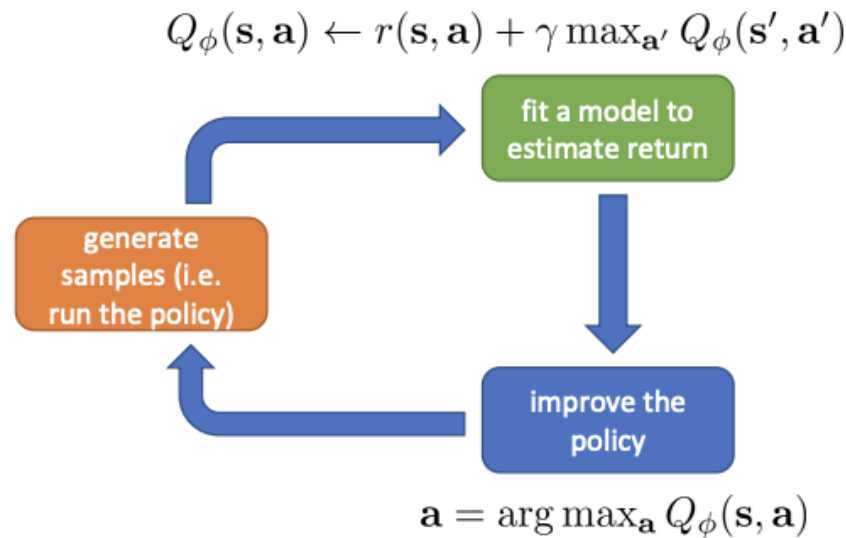 Q_ϕ(s, a) ← r(s, a) + γ max_a′ Q_ϕ(s′, a′)
fit a model to
estimate return
generate
samples (i.e.
run the policy)
improve the
policy
a = arg max_a Q_ϕ(s, a)